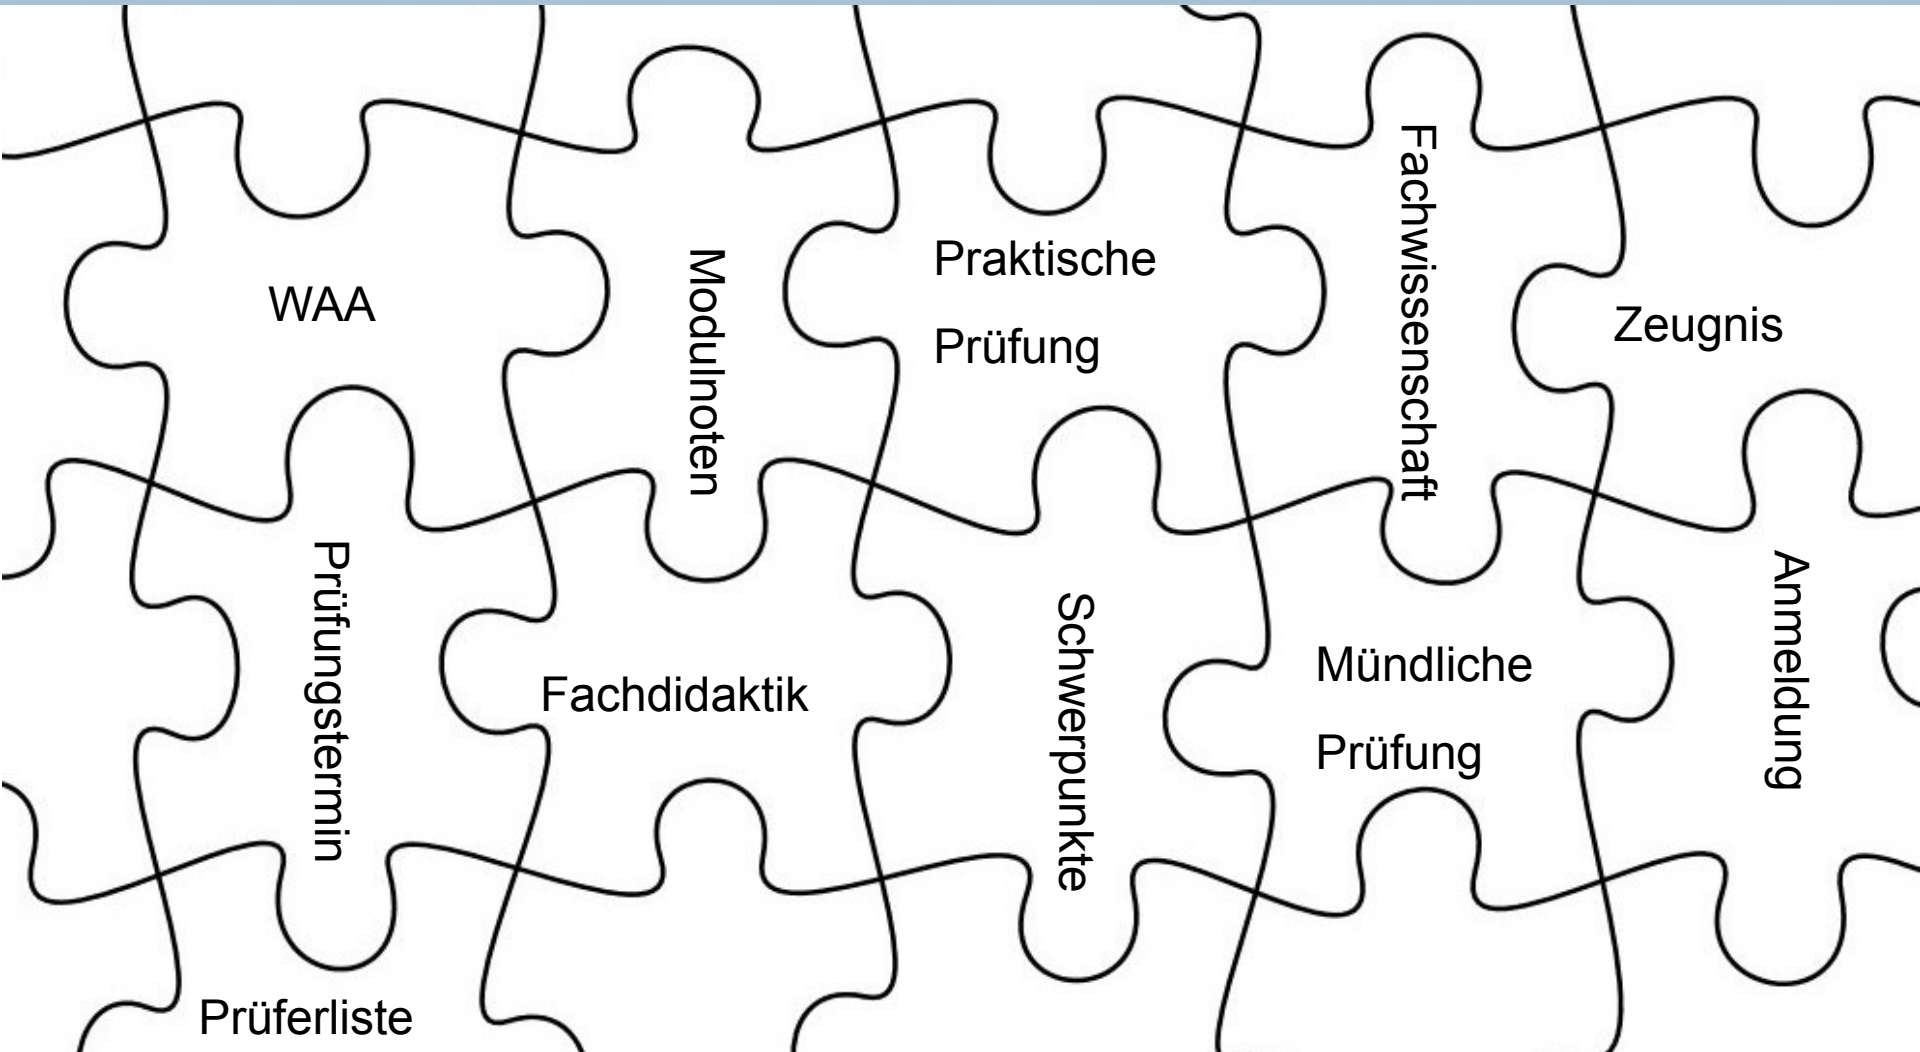 WAA
Modulnoten
Praktische
Prüfung
Fachwissenschaft
Zeugnis
Prüfungstermin
Fachdidaktik
Schwerpunkte
Mündliche
Prüfung
Anmeldung
Prüferliste